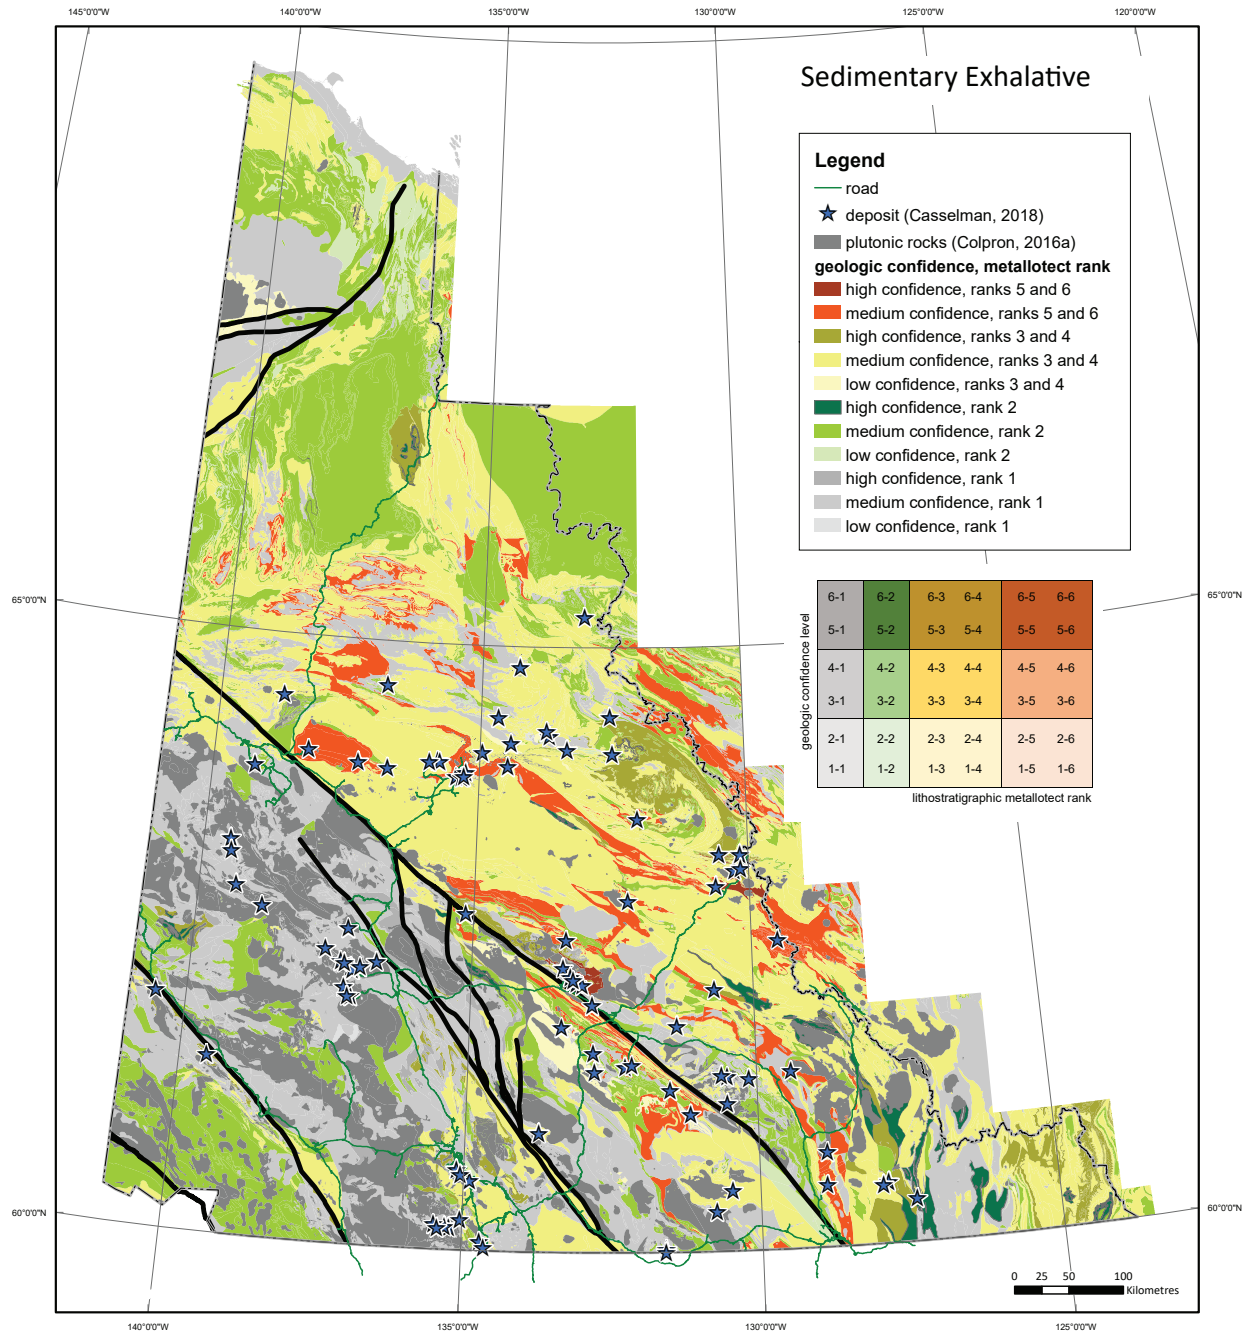 145°0'0"W 140°0'0"W 135°0'0"W 130°0'0"W 125°0'0"W 120°0'0"W
Sedimentary Exhalative
Legend
road
deposit (Casselman, 2018)
plutonic rocks (Colpron, 2016a)
geologic confidence, metallotect rank
high confidence, ranks 5 and 6
medium confidence, ranks 5 and 6
high confidence, ranks 3 and 4
medium confidence, ranks 3 and 4
low confidence, ranks 3 and 4
high confidence, rank 2
medium confidence, rank 2
low confidence, rank 2
high confidence, rank 1
medium confidence, rank 1
low confidence, rank 1
65°0'0"N 65°0'0"N
geologic confidence level
6-1 6-2 6-3 6-4 6-5 6-6
5-1 5-2 5-3 5-4 5-5 5-6
4-1 4-2 4-3 4-4 4-5 4-6
3-1 3-2 3-3 3-4 3-5 3-6
2-1 2-2 2-3 2-4 2-5 2-6
1-1 1-2 1-3 1-4 1-5 1-6
lithostratigraphic metallotect rank
60°0'0"N 60°0'0"N
0 25 50 100
Kilometres
140°0'0"W 135°0'0"W 130°0'0"W 125°0'0"W